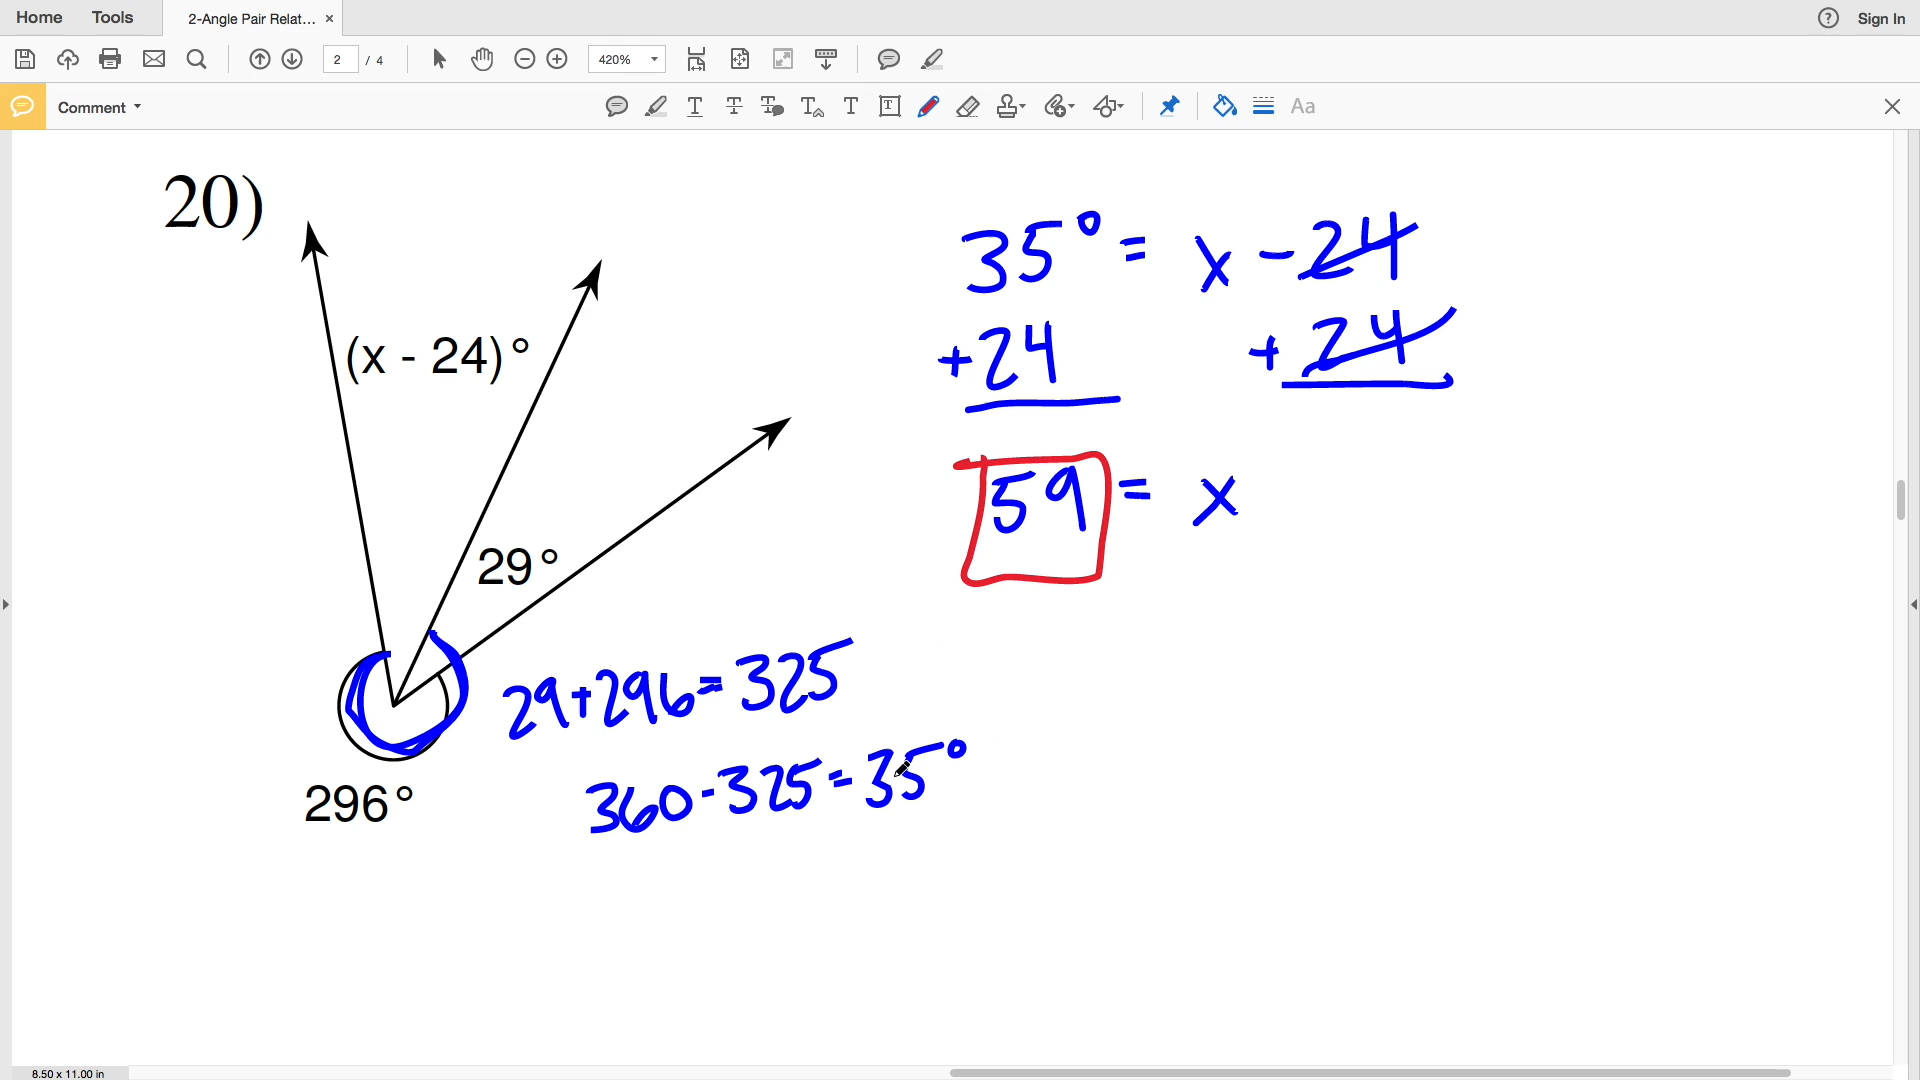 Home Tools 2-Angle Pair Relat... × ? Sign In
2 / 4 420%
Comment T T T T T T Aa
20)
35° = x - 24
(x - 24)°
+24 + 24
59 = x
29°
29+296=325
360-325=35°
296°
8.50 x 11.00 in